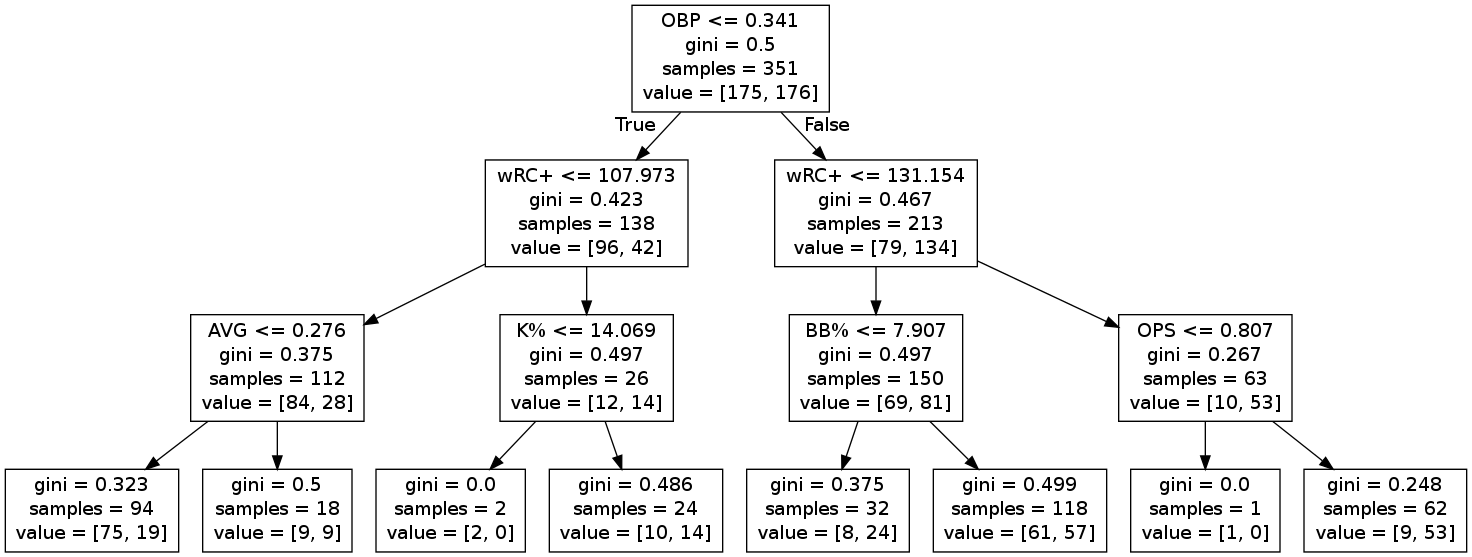 OBP <= 0.341
gini = 0.5
samples = 351
value = [175, 176]
True
False
wRC+ <= 107.973
gini = 0.423
samples = 138
value = [96, 42]
wRC+ <= 131.154
gini = 0.467
samples = 213
value = [79, 134]
AVG <= 0.276
gini = 0.375
samples = 112
value = [84, 28]
K% <= 14.069
gini = 0.497
samples = 26
value = [12, 14]
BB% <= 7.907
gini = 0.497
samples = 150
value = [69, 81]
OPS <= 0.807
gini = 0.267
samples = 63
value = [10, 53]
gini = 0.323
samples = 94
value = [75, 19]
gini = 0.5
samples = 18
value = [9, 9]
gini = 0.0
samples = 2
value = [2, 0]
gini = 0.486
samples = 24
value = [10, 14]
gini = 0.375
samples = 32
value = [8, 24]
gini = 0.499
samples = 118
value = [61, 57]
gini = 0.0
samples = 1
value = [1, 0]
gini = 0.248
samples = 62
value = [9, 53]